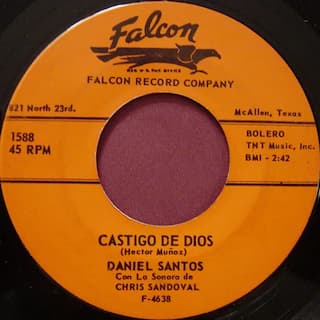 Falcon
REG U.S. PAT. OFFICE
FALCON RECORD COMPANY
821 North 23rd.
McAllen, Texas
1588
45 RPM
BOLERO
TNT Music, Inc.
BMI - 2:42
CASTIGO DE DIOS
(Hector Muñoz)
DANIEL SANTOS
Con La Sonora de
CHRIS SANDOVAL
F-4638